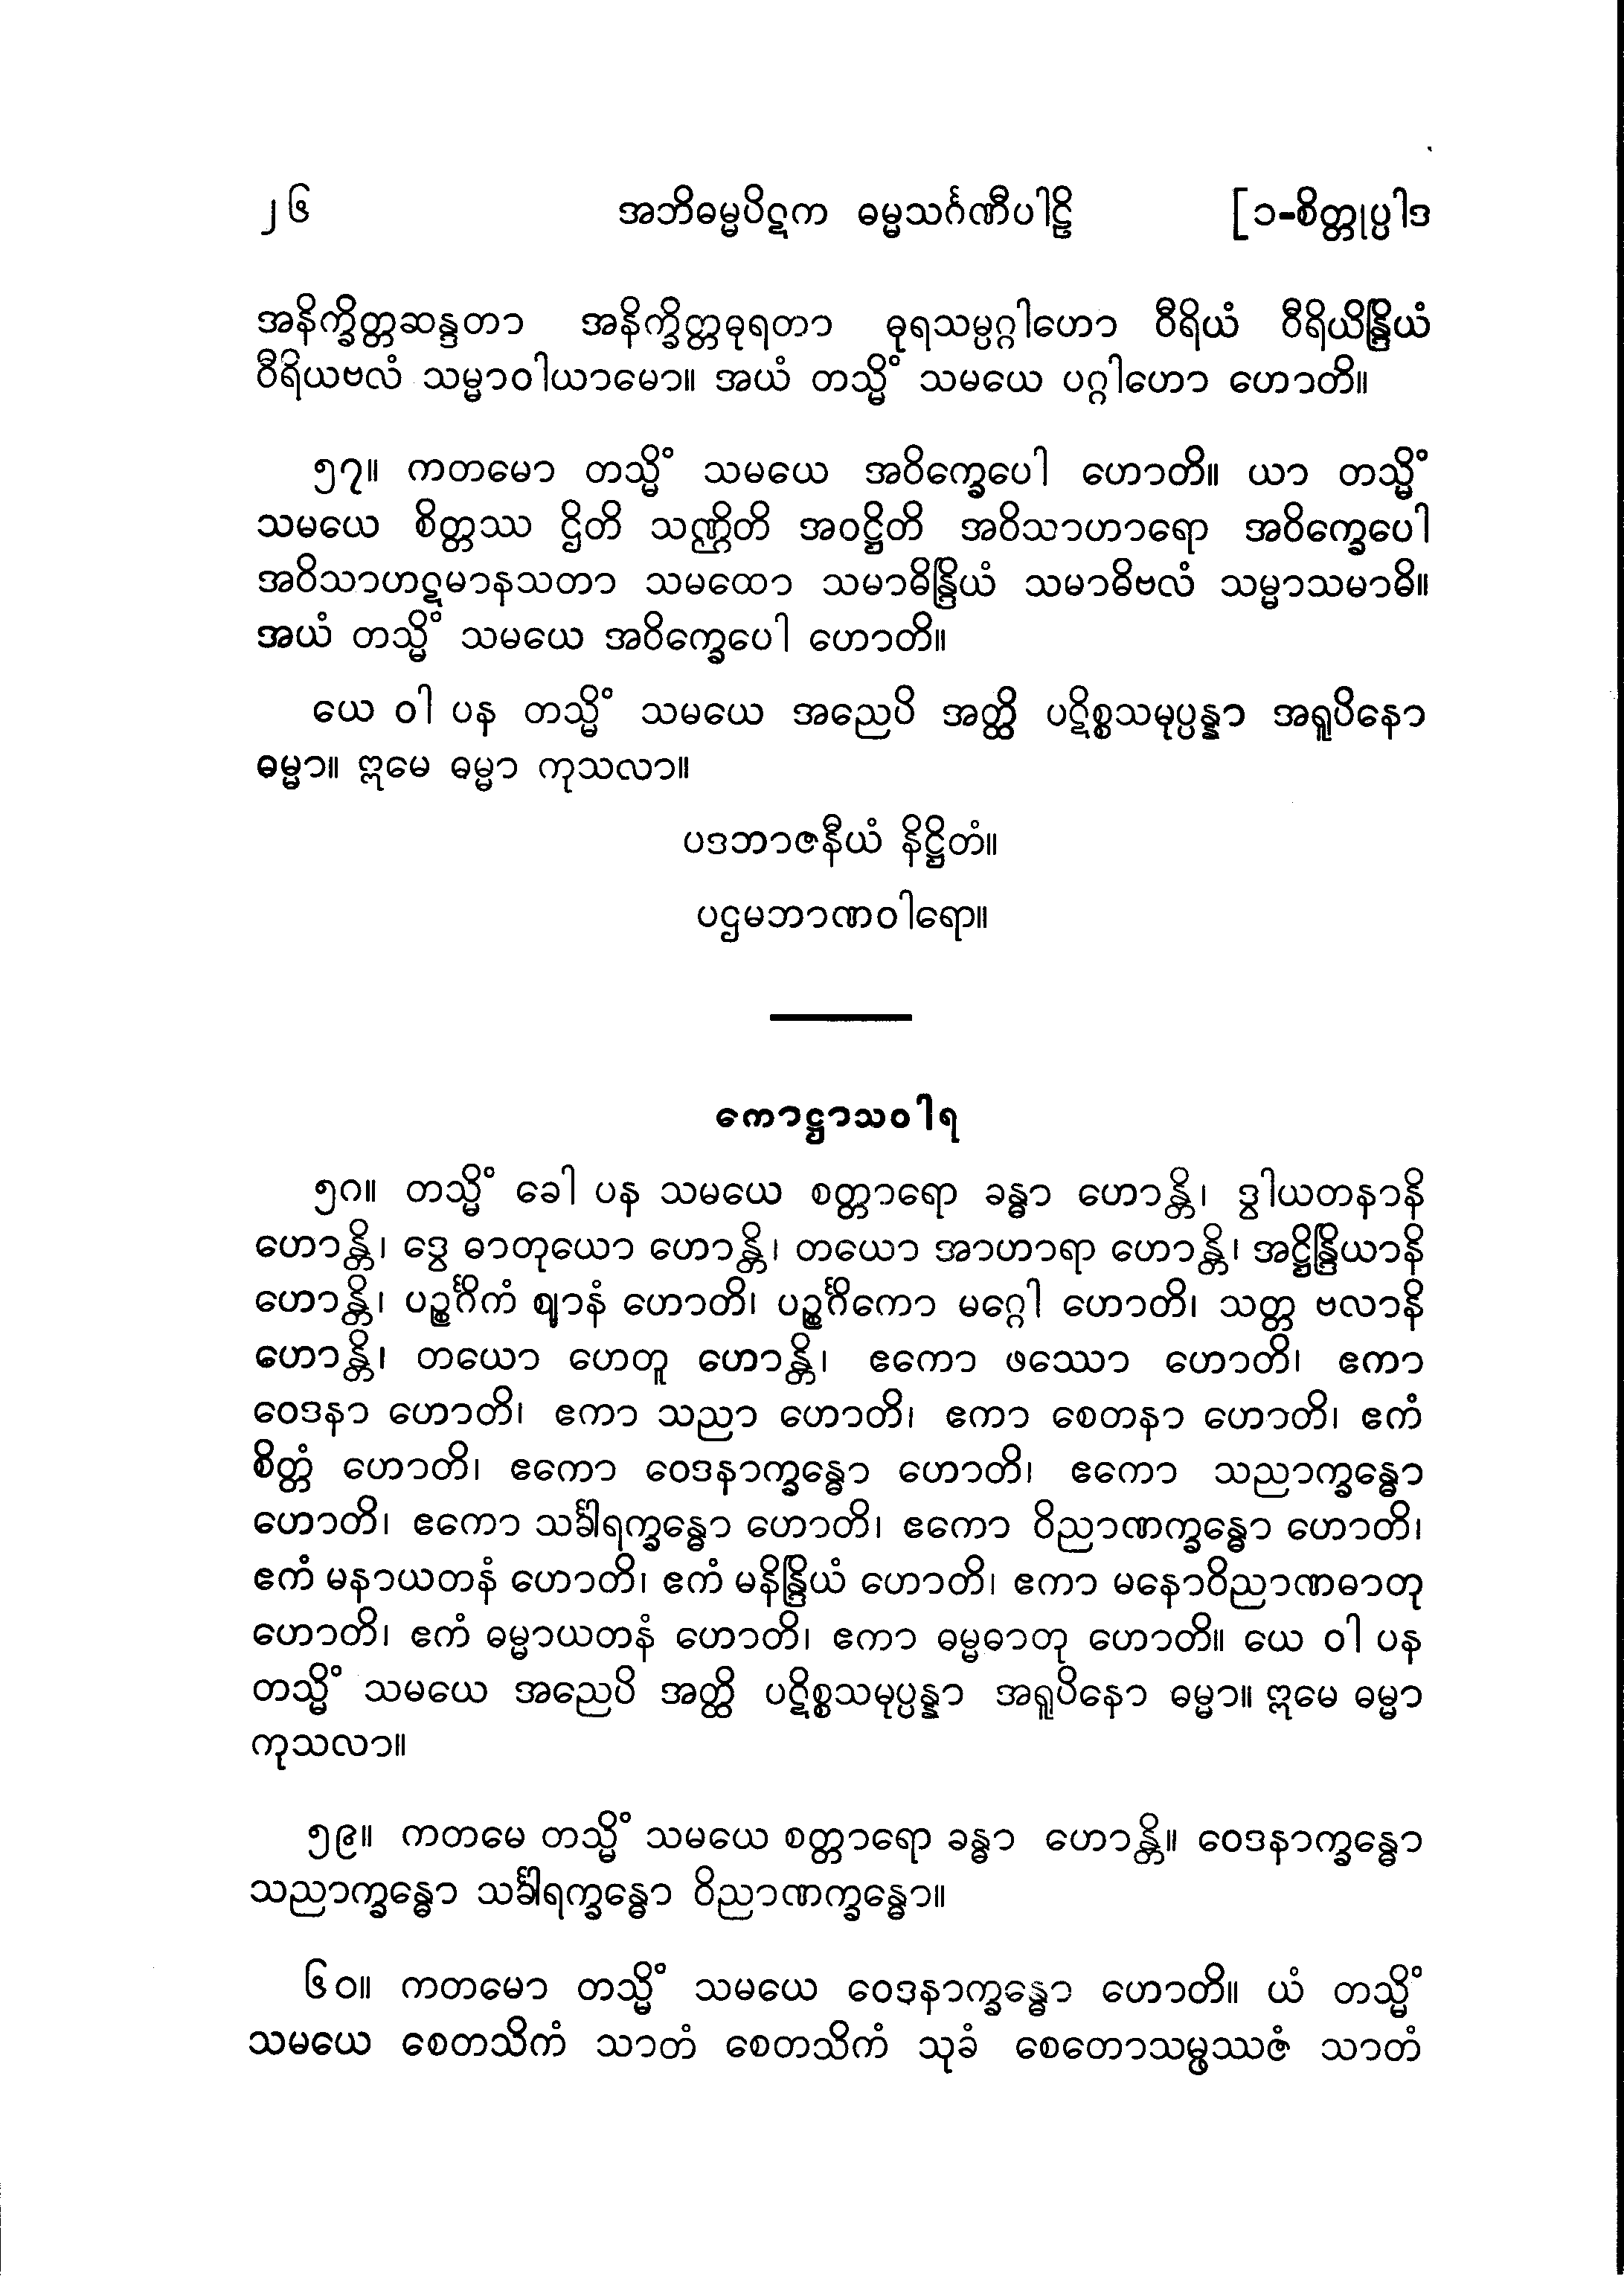 ၂၆ အဘိဓမ္မပိဋက ဓမ္မသင်္ဂဏီပါဠိ [၁-စိတ္တုပ္ပါဒ
အနိက္ခိတ္တဆန္ဒတာ အနိက္ခိတ္တဓုရတာ ဓုရသမ္ပဂ္ဂါဟော ဝီရိယံ ဝီရိယိန္ဒြိယံ
ဝီရိယဗလံ သမ္မာဝါယာမော။ အယံ တသ္မိံ သမယေ ပဂ္ဂါဟော ဟောတိ။
၅၇။ ကတမော တသ္မိံ သမယေ အဝိက္ခေပေါ ဟောတိ။ ယာ တသ္မိံ
သမယေ စိတ္တဿ ဌိတိ သဏ္ဌိတိ အဝဋ္ဌိတိ အဝိသာဟာရော အဝိက္ခေပေါ
အဝိသာဟဋမာနသတာ သမထော သမာဓိန္ဒြိယံ သမာဓိဗလံ သမ္မာသမာဓိ။
အယံ တသ္မိံ သမယေ အဝိက္ခေပေါ ဟောတိ။
ယေ ဝါ ပန တသ္မိံ သမယေ အညေပိ အတ္ထိ ပဋိစ္စသမုပ္ပန္နာ အရူပိနော
ဓမ္မာ။ ဣမေ ဓမ္မာ ကုသလာ။
ပဒဘာဇနီယံ နိဋ္ဌိတံ။
ပဌမဘာဏဝါရော။
ကောဋ္ဌာသဝါရ
၅၈။ တသ္မိံ ခေါ ပန သမယေ စတ္တာရော ခန္ဓာ ဟောန္တိ၊ ဒွါယတနာနိ
ဟောန္တိ၊ ဒွေ ဓာတုယော ဟောန္တိ၊ တယော အာဟာရာ ဟောန္တိ၊ အဋ္ဌိန္ဒြိယာနိ
ဟောန္တိ၊ ပဉ္စင်္ဂိကံ ဈာနံ ဟောတိ၊ ပဉ္စင်္ဂိကော မဂ္ဂေါ ဟောတိ၊ သတ္တ ဗလာနိ
ဟောန္တိ၊ တယော ဟေတူ ဟောန္တိ၊ ဧကော ဖဿော ဟောတိ၊ ဧကာ
ဝေဒနာ ဟောတိ၊ ဧကာ သညာ ဟောတိ၊ ဧကာ စေတနာ ဟောတိ၊ ဧကံ
စိတ္တံ ဟောတိ၊ ဧကော ဝေဒနာက္ခန္ဓော ဟောတိ၊ ဧကော သညာက္ခန္ဓော
ဟောတိ၊ ဧကော သင်္ခါရက္ခန္ဓော ဟောတိ၊ ဧကော ဝိညာဏက္ခန္ဓော ဟောတိ၊
ဧကံ မနာယတနံ ဟောတိ၊ ဧကံ မနိန္ဒြိယံ ဟောတိ၊ ဧကာ မနောဝိညာဏဓာတု
ဟောတိ၊ ဧကံ ဓမ္မာယတနံ ဟောတိ၊ ဧကာ ဓမ္မဓာတု ဟောတိ။ ယေ ဝါ ပန
တသ္မိံ သမယေ အညေပိ အတ္ထိ ပဋိစ္စသမုပ္ပန္နာ အရူပိနော ဓမ္မာ။ ဣမေ ဓမ္မာ
ကုသလာ။
၅၉။ ကတမေ တသ္မိံ သမယေ စတ္တာရော ခန္ဓာ ဟောန္တိ။ ဝေဒနာက္ခန္ဓော
သညာက္ခန္ဓော သင်္ခါရက္ခန္ဓော ဝိညာဏက္ခန္ဓော။
၆၀။ ကတမော တသ္မိံ သမယေ ဝေဒနာက္ခန္ဓော ဟောတိ။ ယံ တသ္မိံ
သမယေ စေတသိကံ သာတံ စေတသိကံ သုခံ စေတောသမ္ဖဿဇံ သာတံ